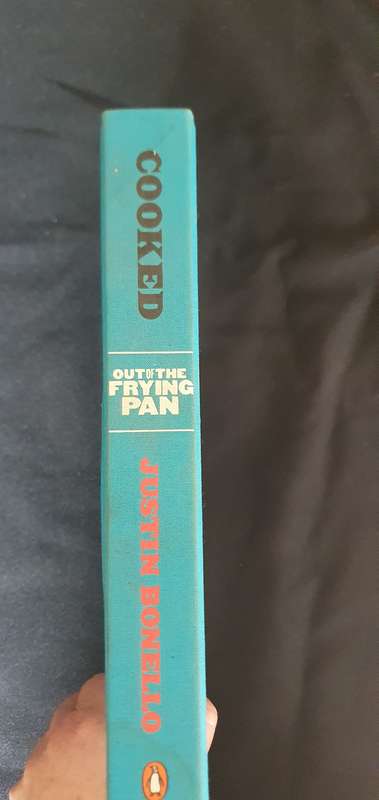 COOKED
OUT OF THE
FRYING
PAN
JUSTIN BONELLO